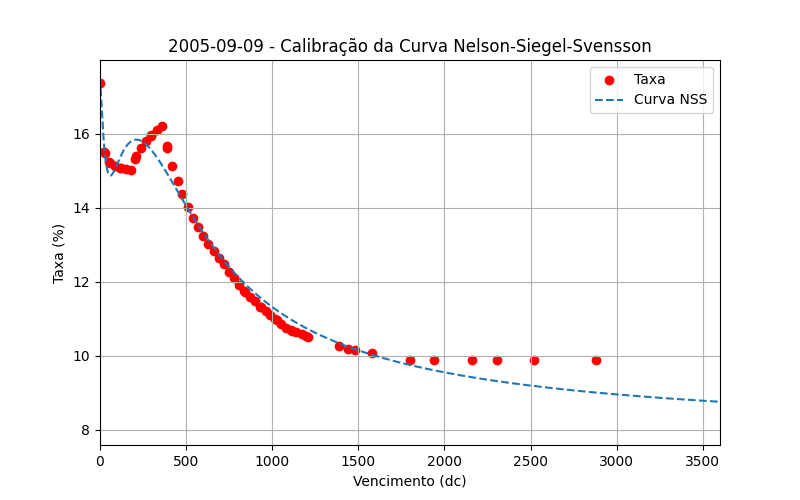 2005-09-09 - Calibração da Curva Nelson-Siegel-Svensson
Taxa
Curva NSS
Taxa (%)
16
14
12
10
8
0 500 1000 1500 2000 2500 3000 3500
Vencimento (dc)